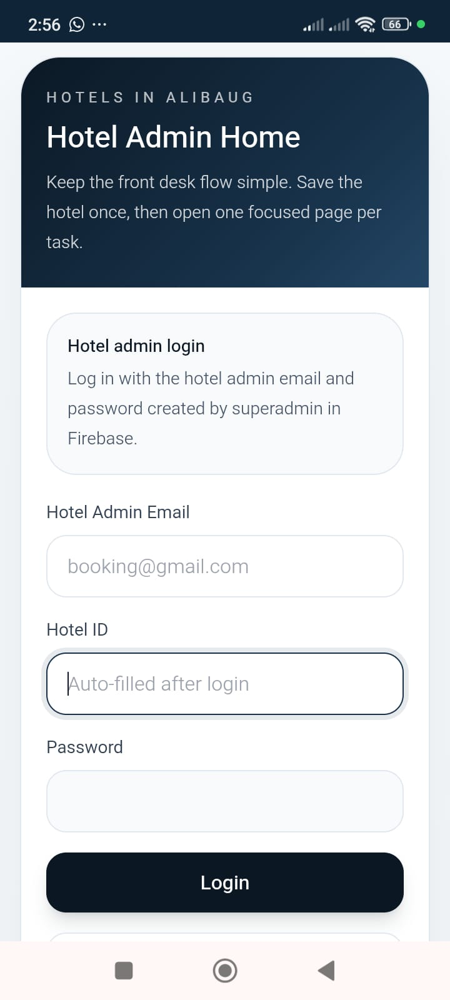 2:56
66
HOTELS IN ALIBAUG
Hotel Admin Home
Keep the front desk flow simple. Save the
hotel once, then open one focused page per
task.
Hotel admin login
Log in with the hotel admin email and
password created by superadmin in
Firebase.
Hotel Admin Email
booking@gmail.com
Hotel ID
Auto-filled after login
Password
Login